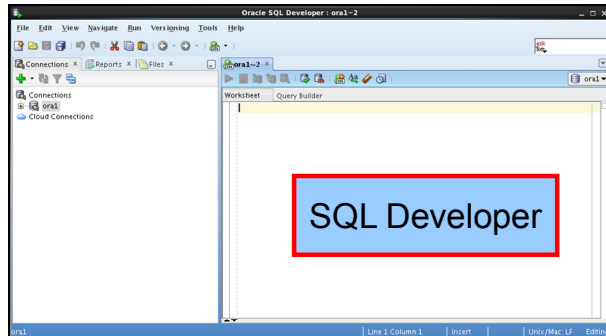 Oracle SQL Developer : ora1~2
File Edit View Navigate Run Versioning Tools Help
Connections x Reports x Files x
ora1~2 x
ora1
Worksheet Query Builder
Connections
ora1
Cloud Connections
SQL Developer
ora1 Line 1 Column 1 Insert Unix/Mac: LF Editing